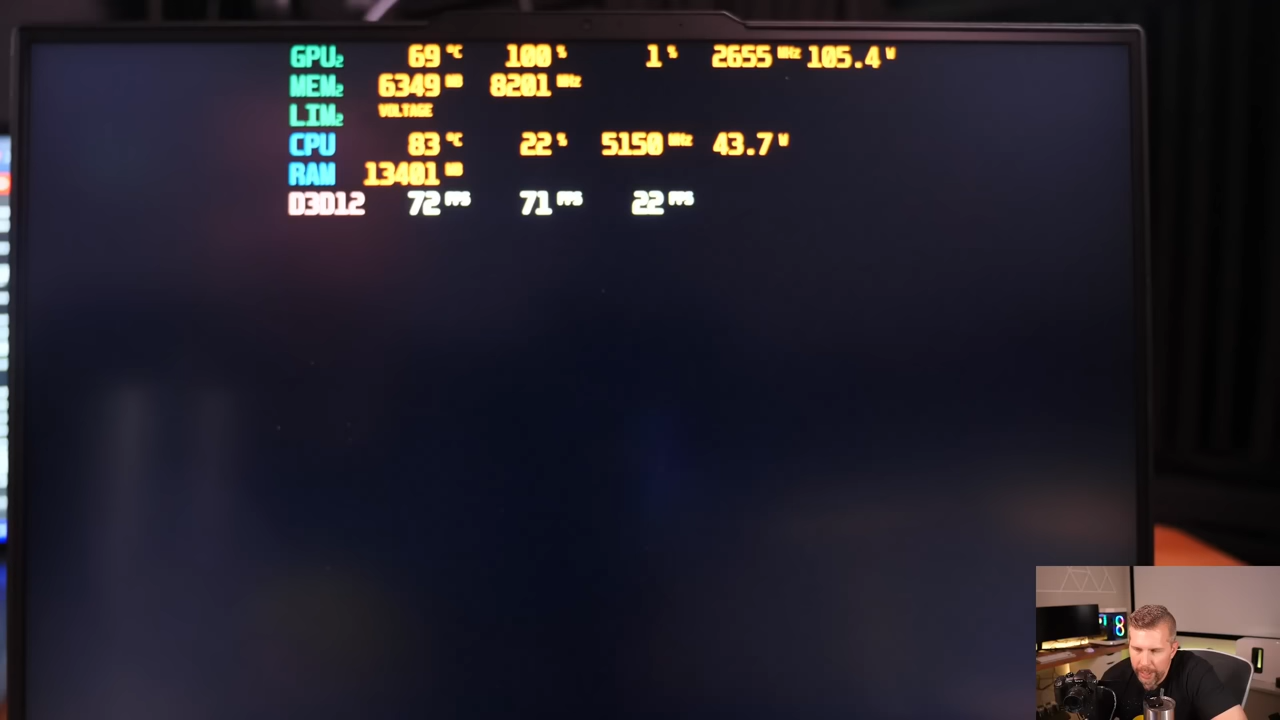 GPU₂ 69 °C 100 % 1 % 2655 MHz 105.4 W
MEM₂ 6349 MB 8201 MHz
LIM₂ VOLTAGE
CPU 83 °C 22 % 5150 MHz 43.7 W
RAM 13401 MB
D3D12 72 FPS 71 FPS 22 FPS